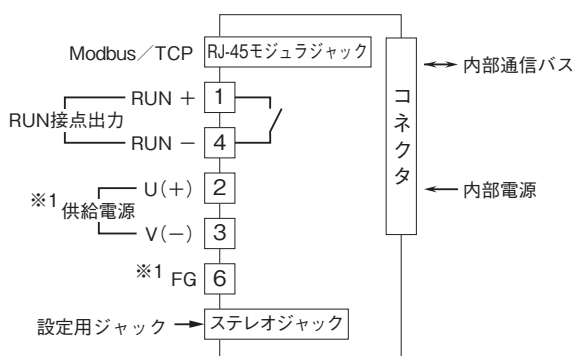 Modbus／TCP RJ-45モジュラジャック
内部通信バス
コネクタ
RUN＋ 1
RUN接点出力
RUN－ 4
U（＋） 2
※1 供給電源
内部電源
V（－） 3
※1 FG 6
設定用ジャック ステレオジャック